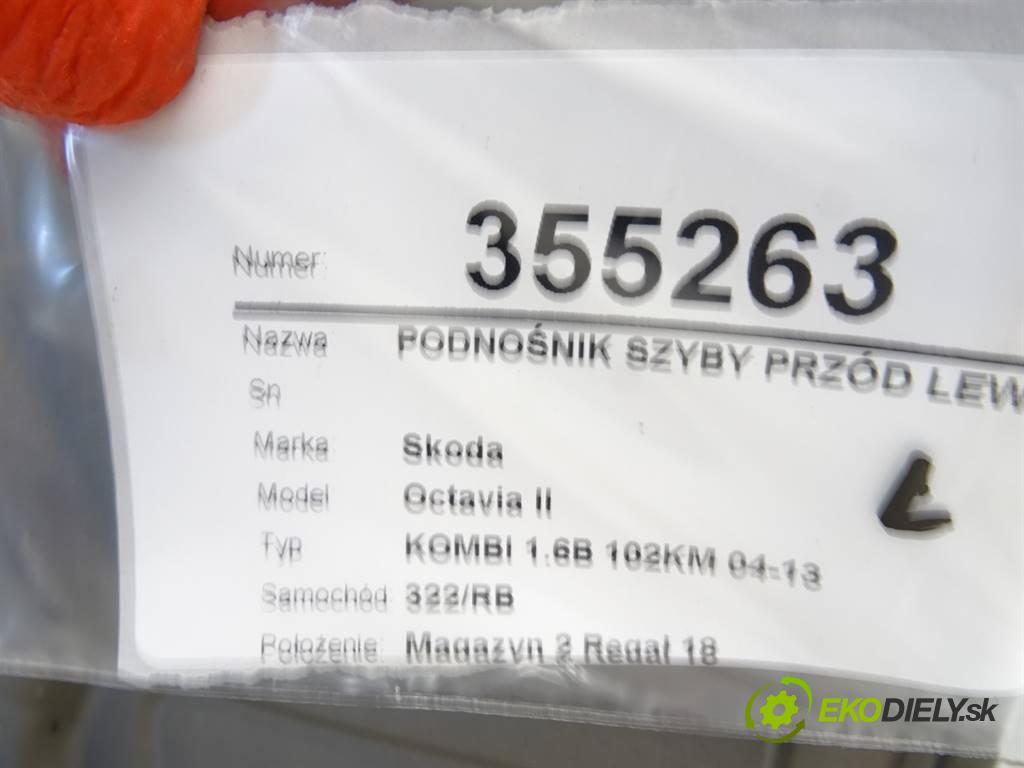 Numer: 355263
Nazwa: PODNOŚNIK SZYBY PRZÓD LEW
Sn
Marka: Skoda
Model: Octavia II
Typ: KOMBI 1.6B 102KM 04-13
Samochód: 322/RB
Położenie: Magazyn 2 Regał 18
L
EKODIELY.sk